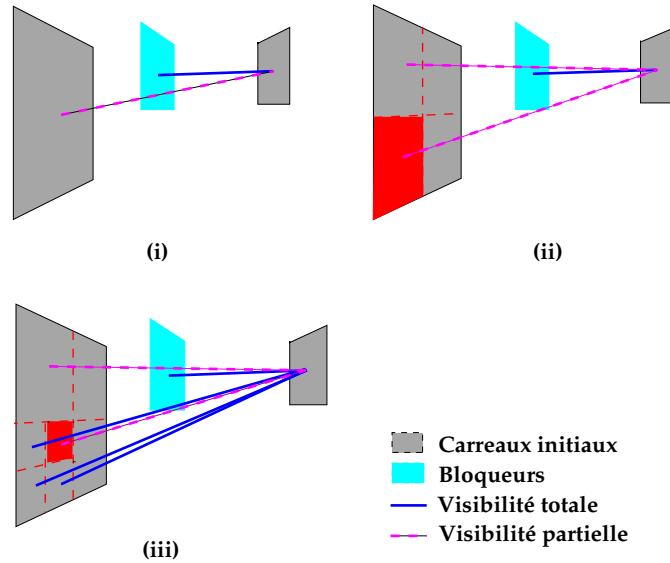 (i)
(ii)
(iii)
Carreaux initiaux
Bloqueurs
Visibilité totale
Visibilité partielle